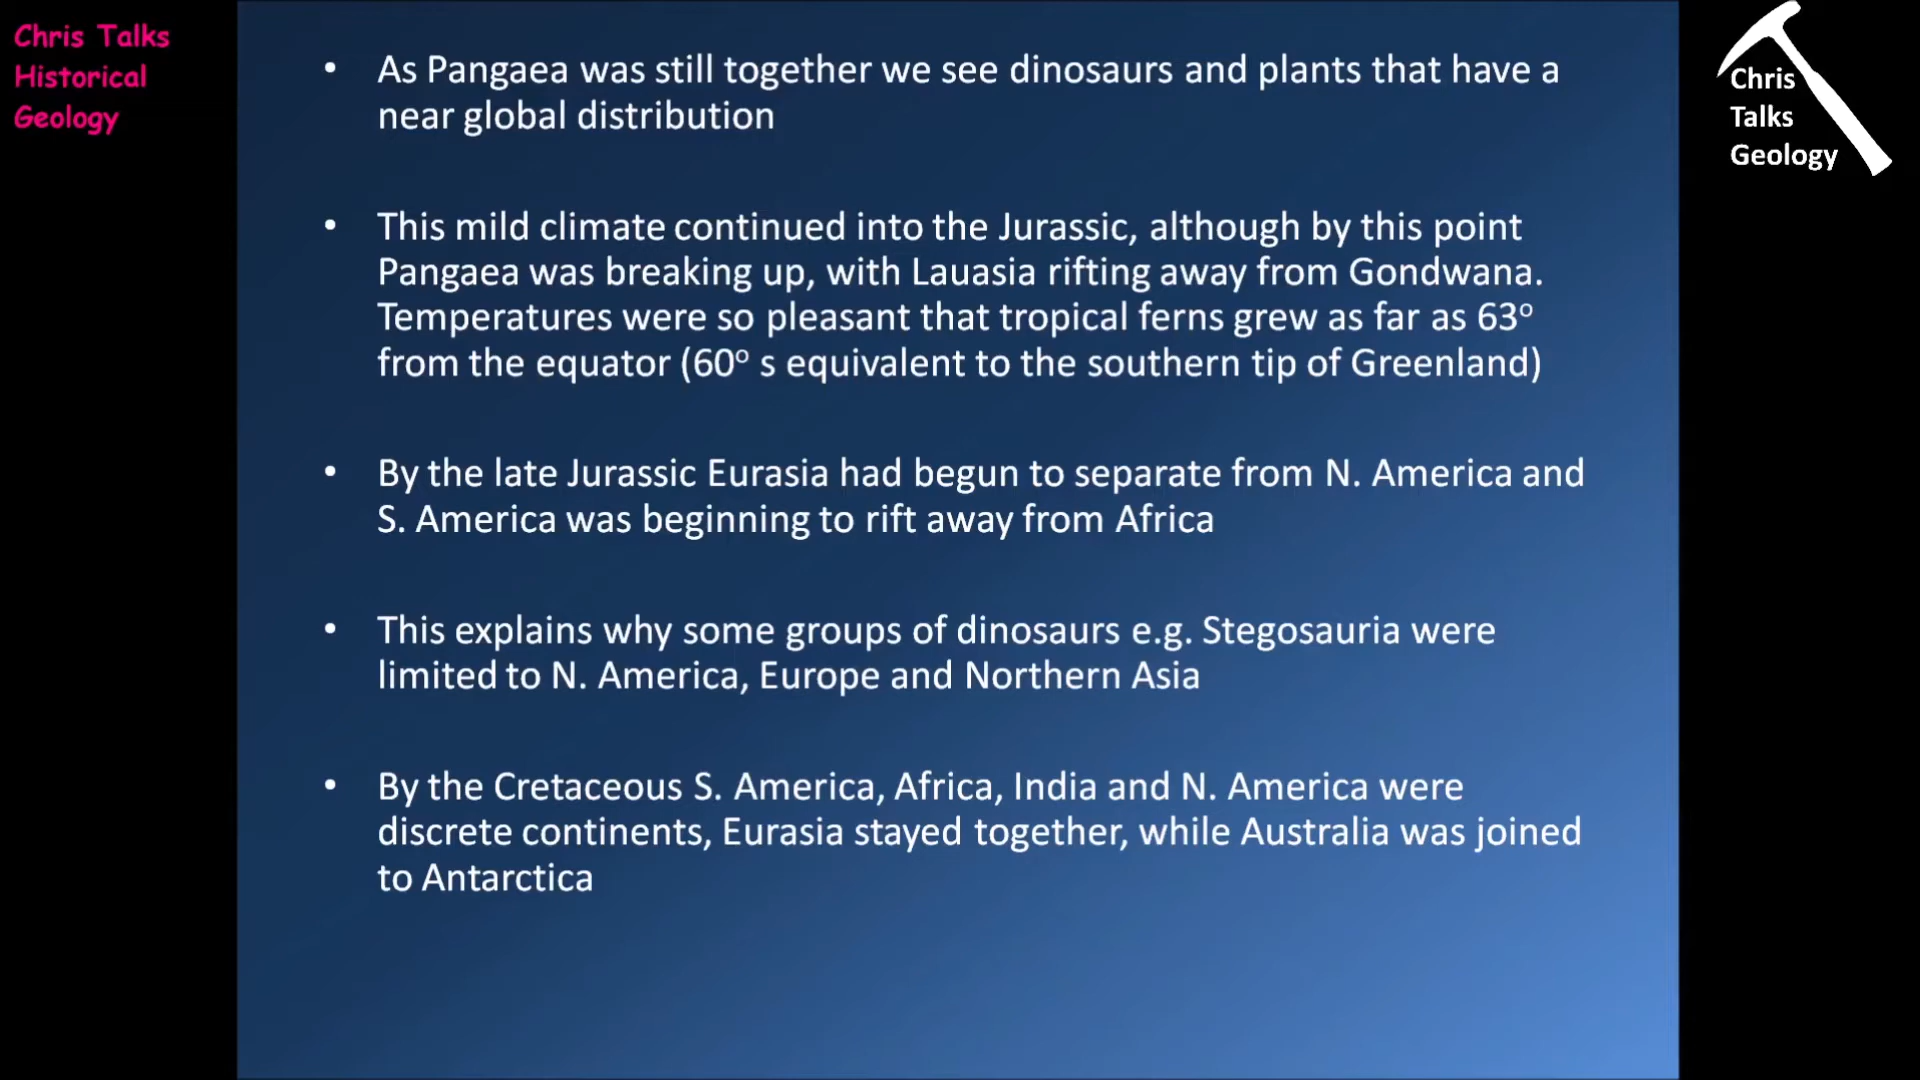 Chris Talks
Historical
Geology
Chris
Talks
Geology
• As Pangaea was still together we see dinosaurs and plants that have a
near global distribution
• This mild climate continued into the Jurassic, although by this point
Pangaea was breaking up, with Lauasia rifting away from Gondwana.
Temperatures were so pleasant that tropical ferns grew as far as 63º
from the equator (60º s equivalent to the southern tip of Greenland)
• By the late Jurassic Eurasia had begun to separate from N. America and
S. America was beginning to rift away from Africa
• This explains why some groups of dinosaurs e.g. Stegosauria were
limited to N. America, Europe and Northern Asia
• By the Cretaceous S. America, Africa, India and N. America were
discrete continents, Eurasia stayed together, while Australia was joined
to Antarctica